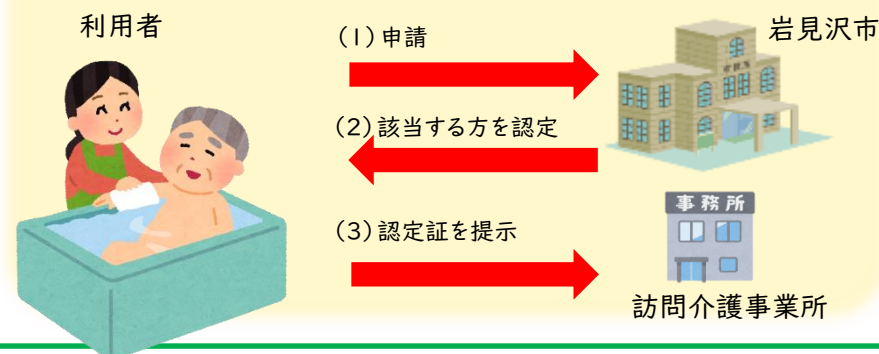 利用者
(1)申請
岩見沢市
(2)該当する方を認定
(3)認定証を提示
事務所
訪問介護事業所